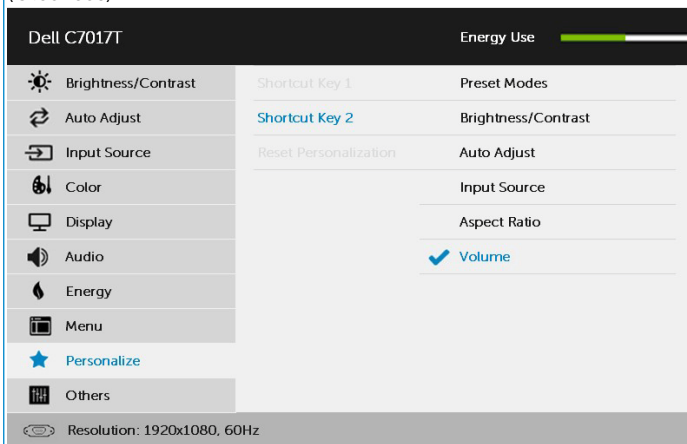 Dell C7017T
Energy Use
Brightness/Contrast
Shortcut Key 1
Preset Modes
Auto Adjust
Shortcut Key 2
Brightness/Contrast
Input Source
Reset Personalization
Auto Adjust
Color
Input Source
Display
Aspect Ratio
Audio
Volume
Energy
Menu
Personalize
Others
Resolution: 1920x1080, 60Hz